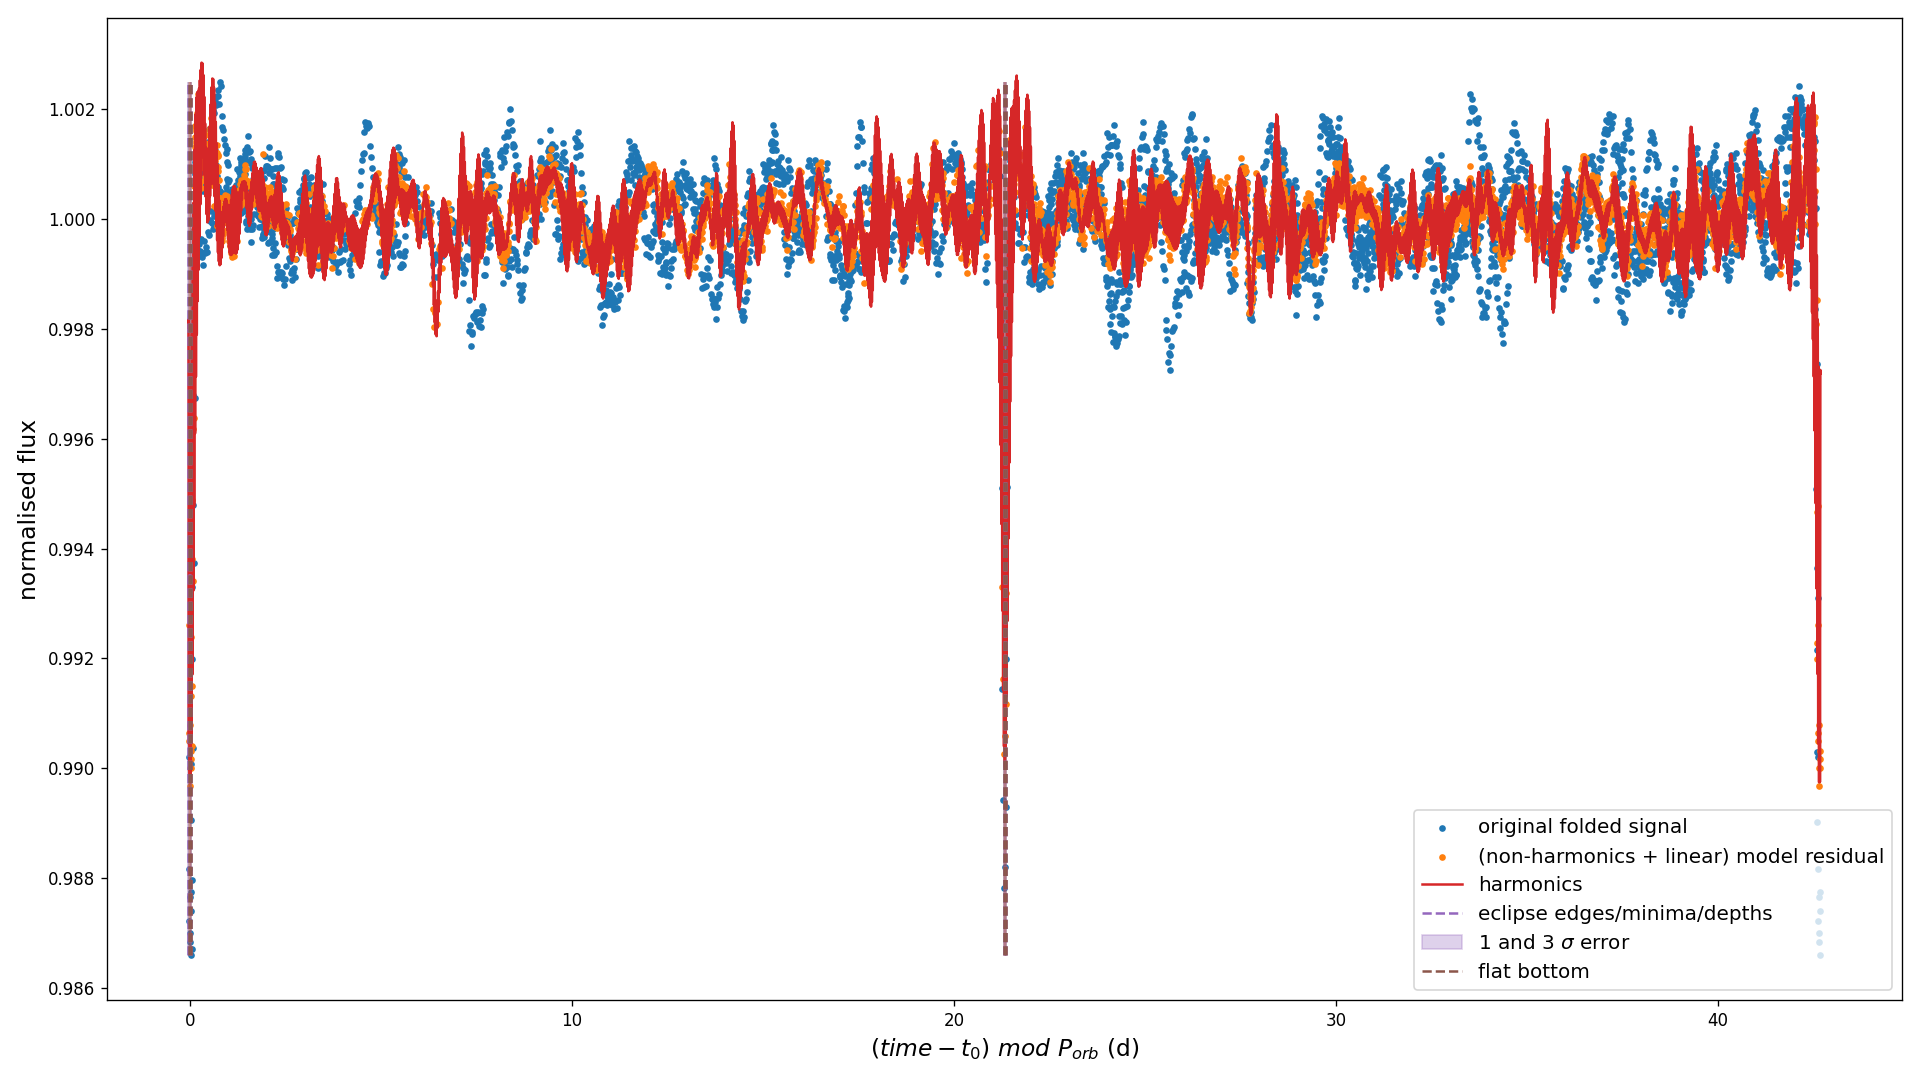 normalised flux
1.002
1.000
0.998
0.996
0.994
0.992
0.990
0.988
0.986
original folded signal
(non-harmonics + linear) model residual
harmonics
eclipse edges/minima/depths
1 and 3 σ error
flat bottom
0 10 20 30 40
(time − t₀) mod P_orb (d)